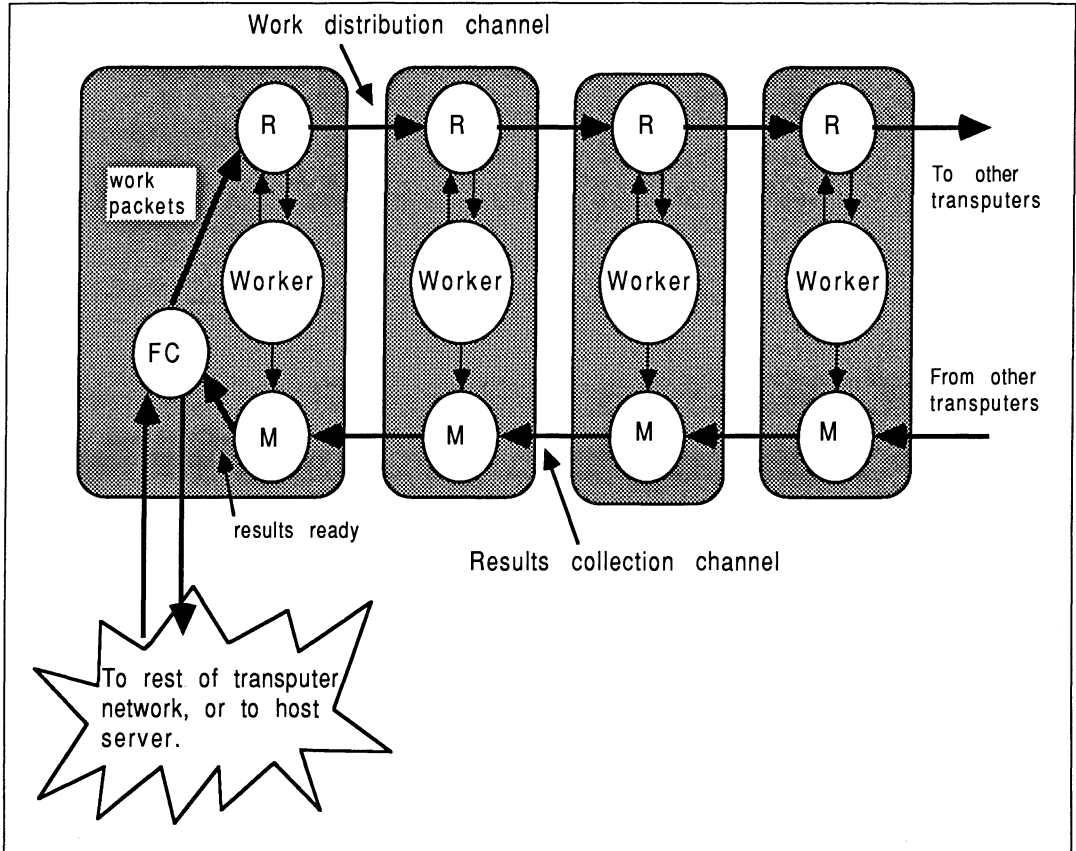 Work distribution channel
R
R
R
R
work
packets
To other
transputers
Worker
Worker
Worker
Worker
FC
From other
transputers
M
M
M
M
results ready
Results collection channel
To rest of transputer
network, or to host
server.